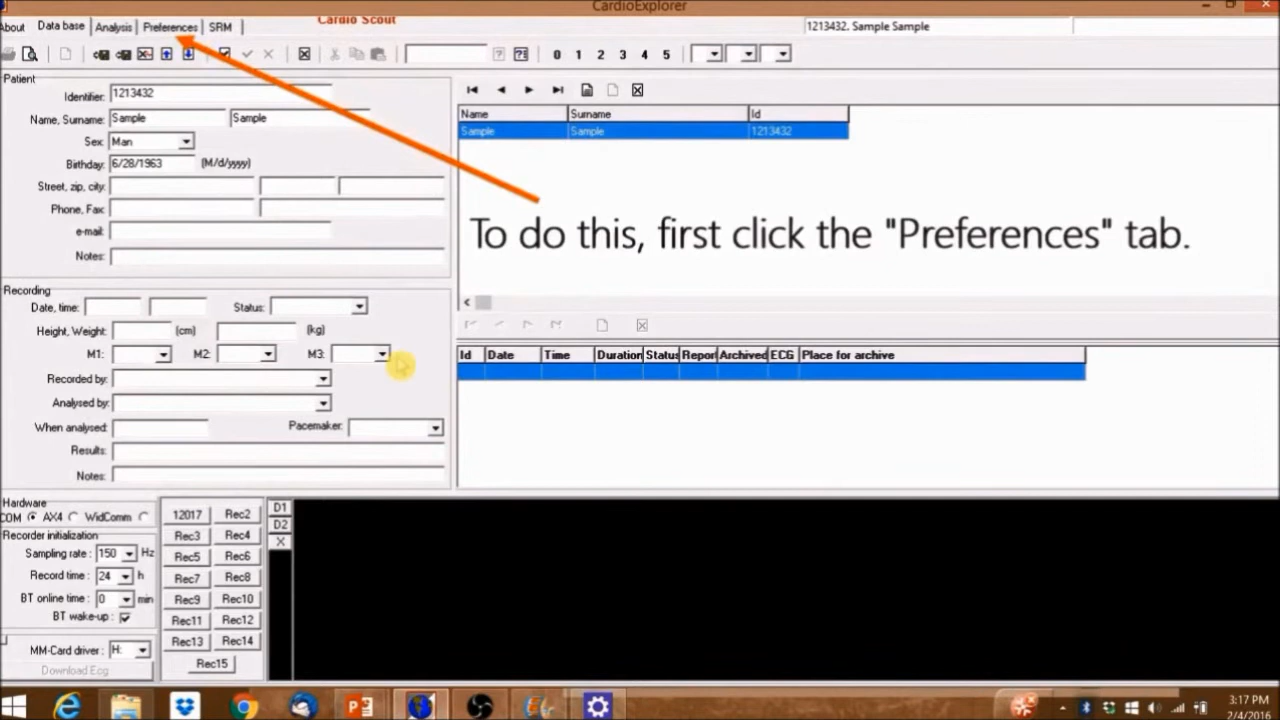 CardioExplorer
About Data base Analysis Preferences SRM
Cardio Scout
1213432, Sample Sample
0 1 2 3 4 5
Patient
Identifier: 1213432
Name, Surname: Sample Sample
Sex: Man
Birthday: 6/28/1963 (M/d/yyyy)
Street, zip, city:
Phone, Fax:
e-mail:
Notes:
Name Surname Id
Sample Sample 1213432
To do this, first click the "Preferences" tab.
Recording
Date, time: Status:
Height, Weight: (cm) (kg)
M1: M2: M3:
Recorded by:
Analysed by:
When analysed: Pacemaker:
Results:
Notes:
Id Date Time Duration Status Repor Archived ECG Place for archive
Hardware
COM AX4 WidComm
Recorder initialization
Sampling rate : 150 Hz
Record time : 24 h
BT online time : 0 min
BT wake-up :
MM-Card driver : H:
Download Ecg
12017 Rec2
Rec3 Rec4
Rec5 Rec6
Rec7 Rec8
Rec9 Rec10
Rec11 Rec12
Rec13 Rec14
Rec15
D1
D2
X
3:17 PM
2/4/2016